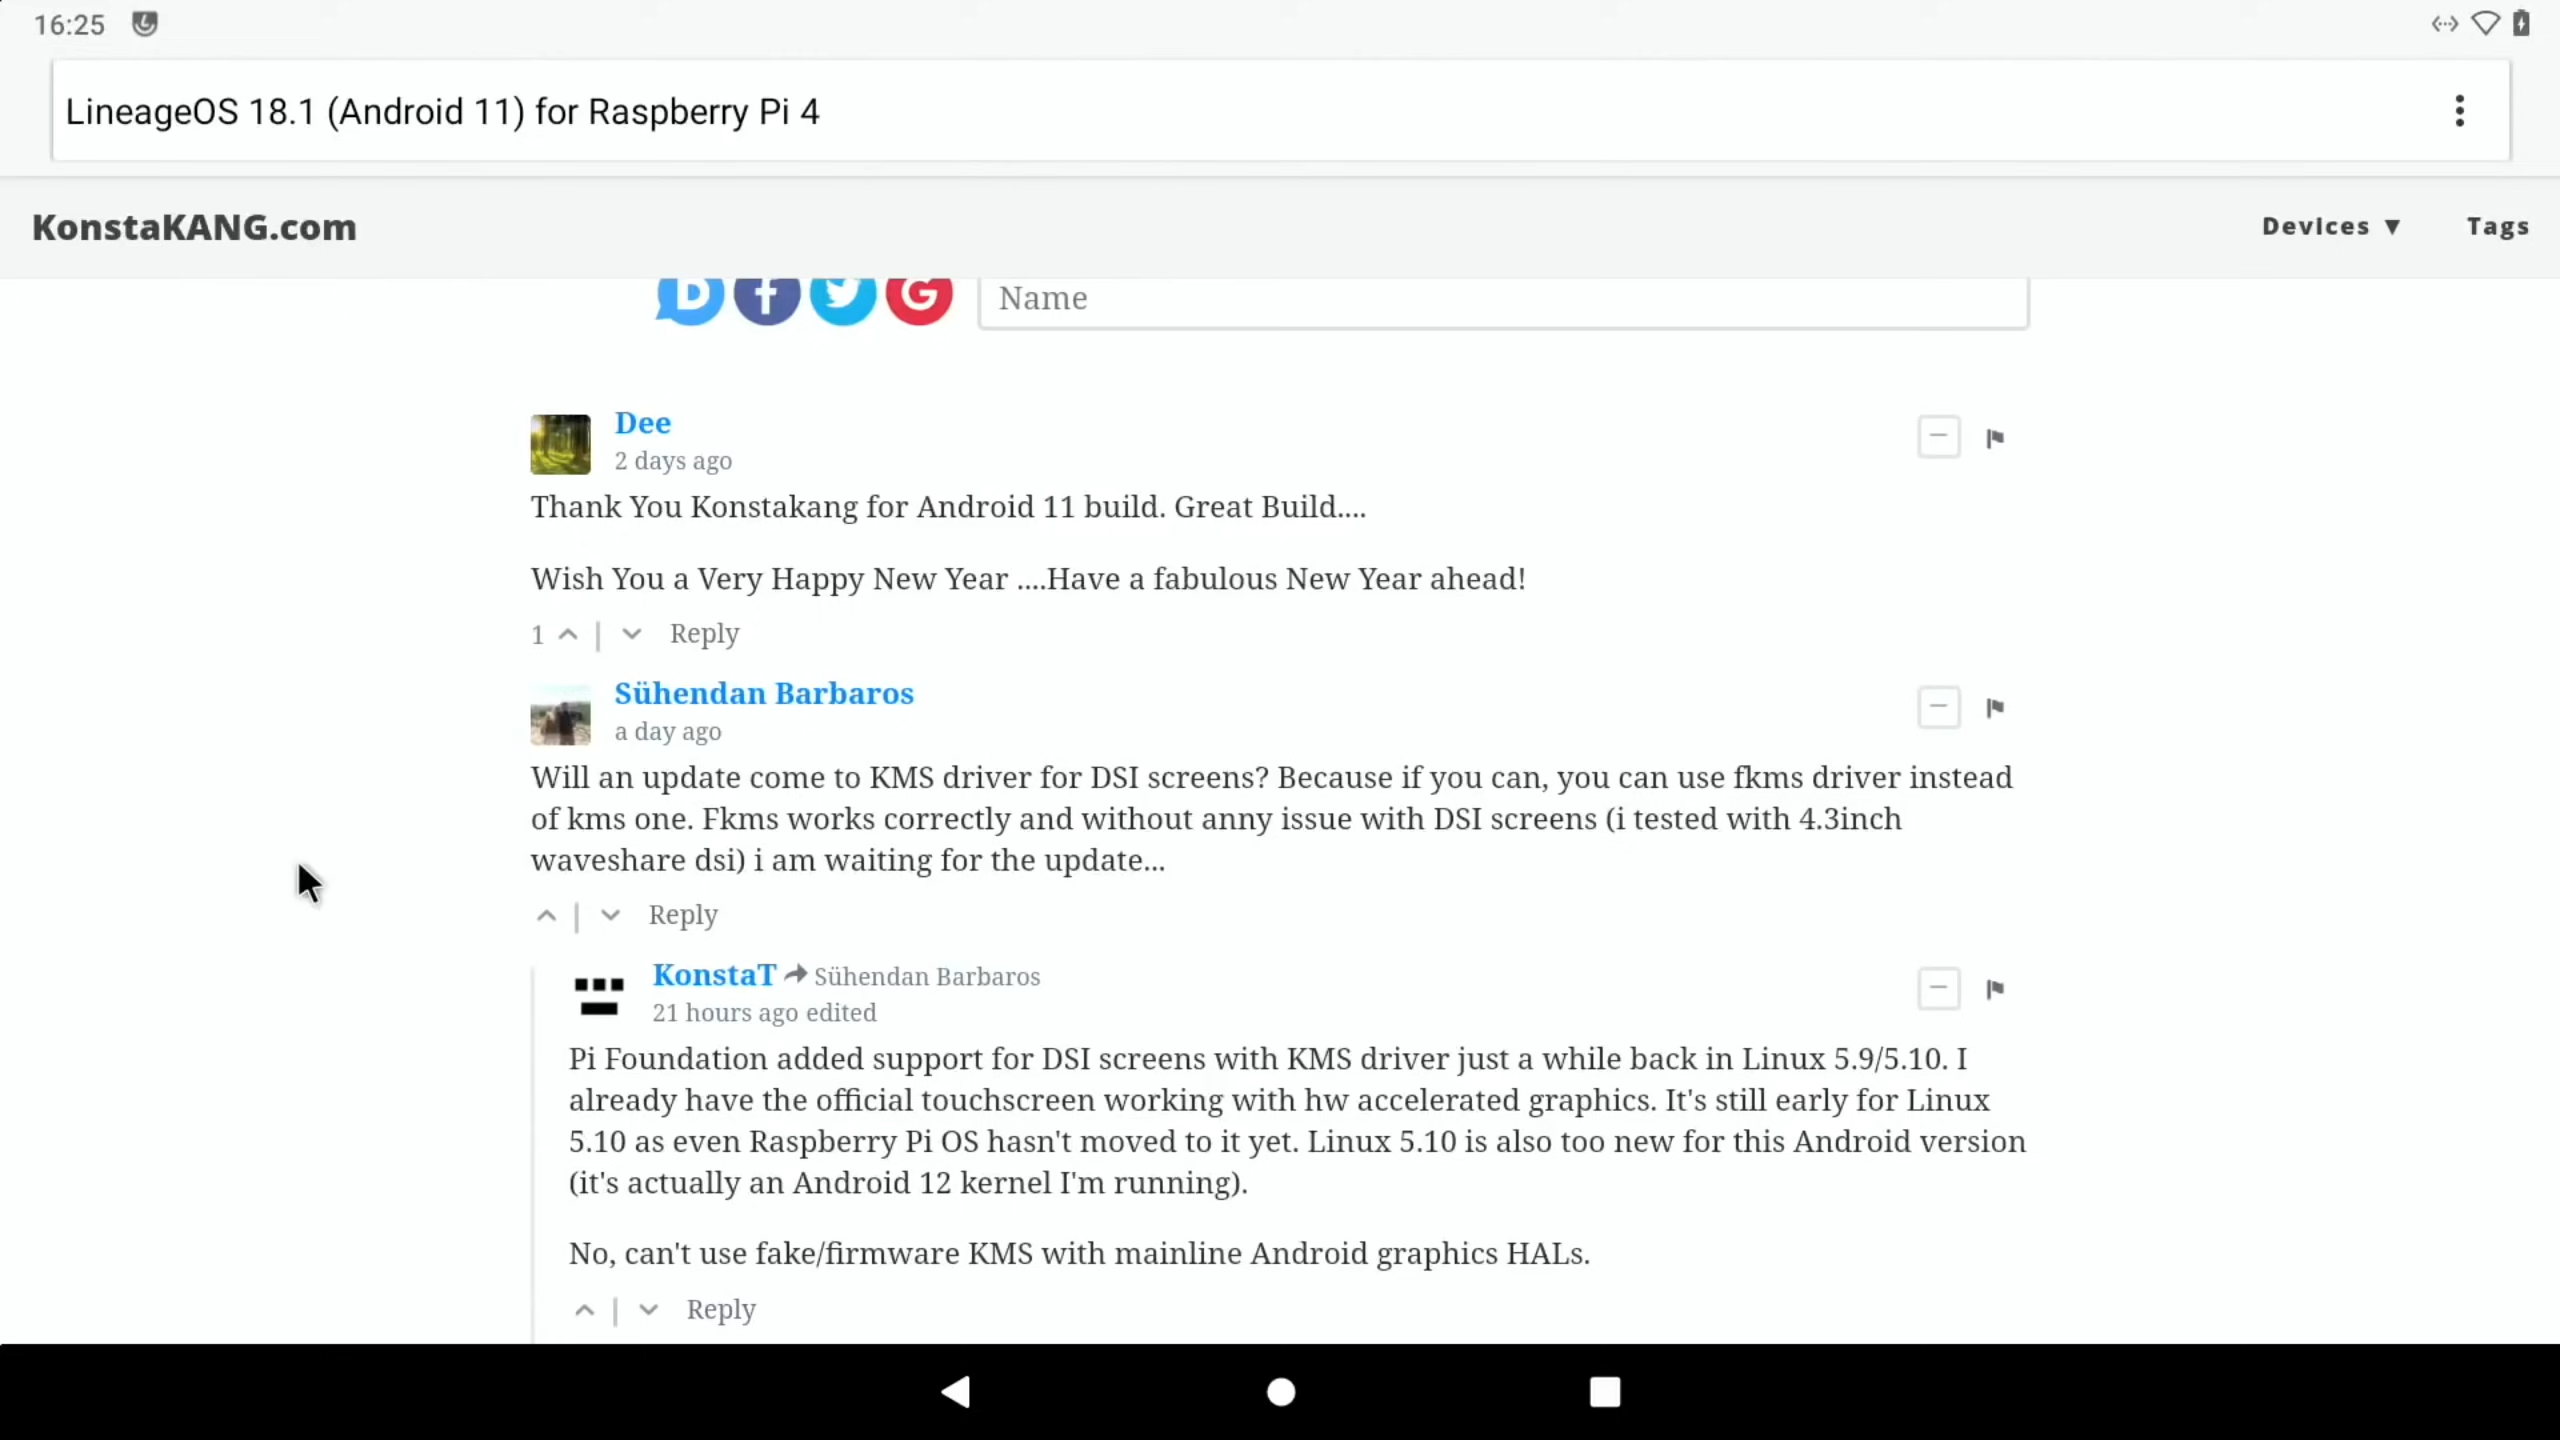 16:25
LineageOS 18.1 (Android 11) for Raspberry Pi 4
KonstaKANG.com
Devices ▼
Tags
Name
Dee
2 days ago
Thank You Konstakang for Android 11 build. Great Build....
Wish You a Very Happy New Year ....Have a fabulous New Year ahead!
1
Reply
Sühendan Barbaros
a day ago
Will an update come to KMS driver for DSI screens? Because if you can, you can use fkms driver instead
of kms one. Fkms works correctly and without anny issue with DSI screens (i tested with 4.3inch
waveshare dsi) i am waiting for the update...
Reply
KonstaT Sühendan Barbaros
21 hours ago edited
Pi Foundation added support for DSI screens with KMS driver just a while back in Linux 5.9/5.10. I
already have the official touchscreen working with hw accelerated graphics. It's still early for Linux
5.10 as even Raspberry Pi OS hasn't moved to it yet. Linux 5.10 is also too new for this Android version
(it's actually an Android 12 kernel I'm running).
No, can't use fake/firmware KMS with mainline Android graphics HALs.
Reply